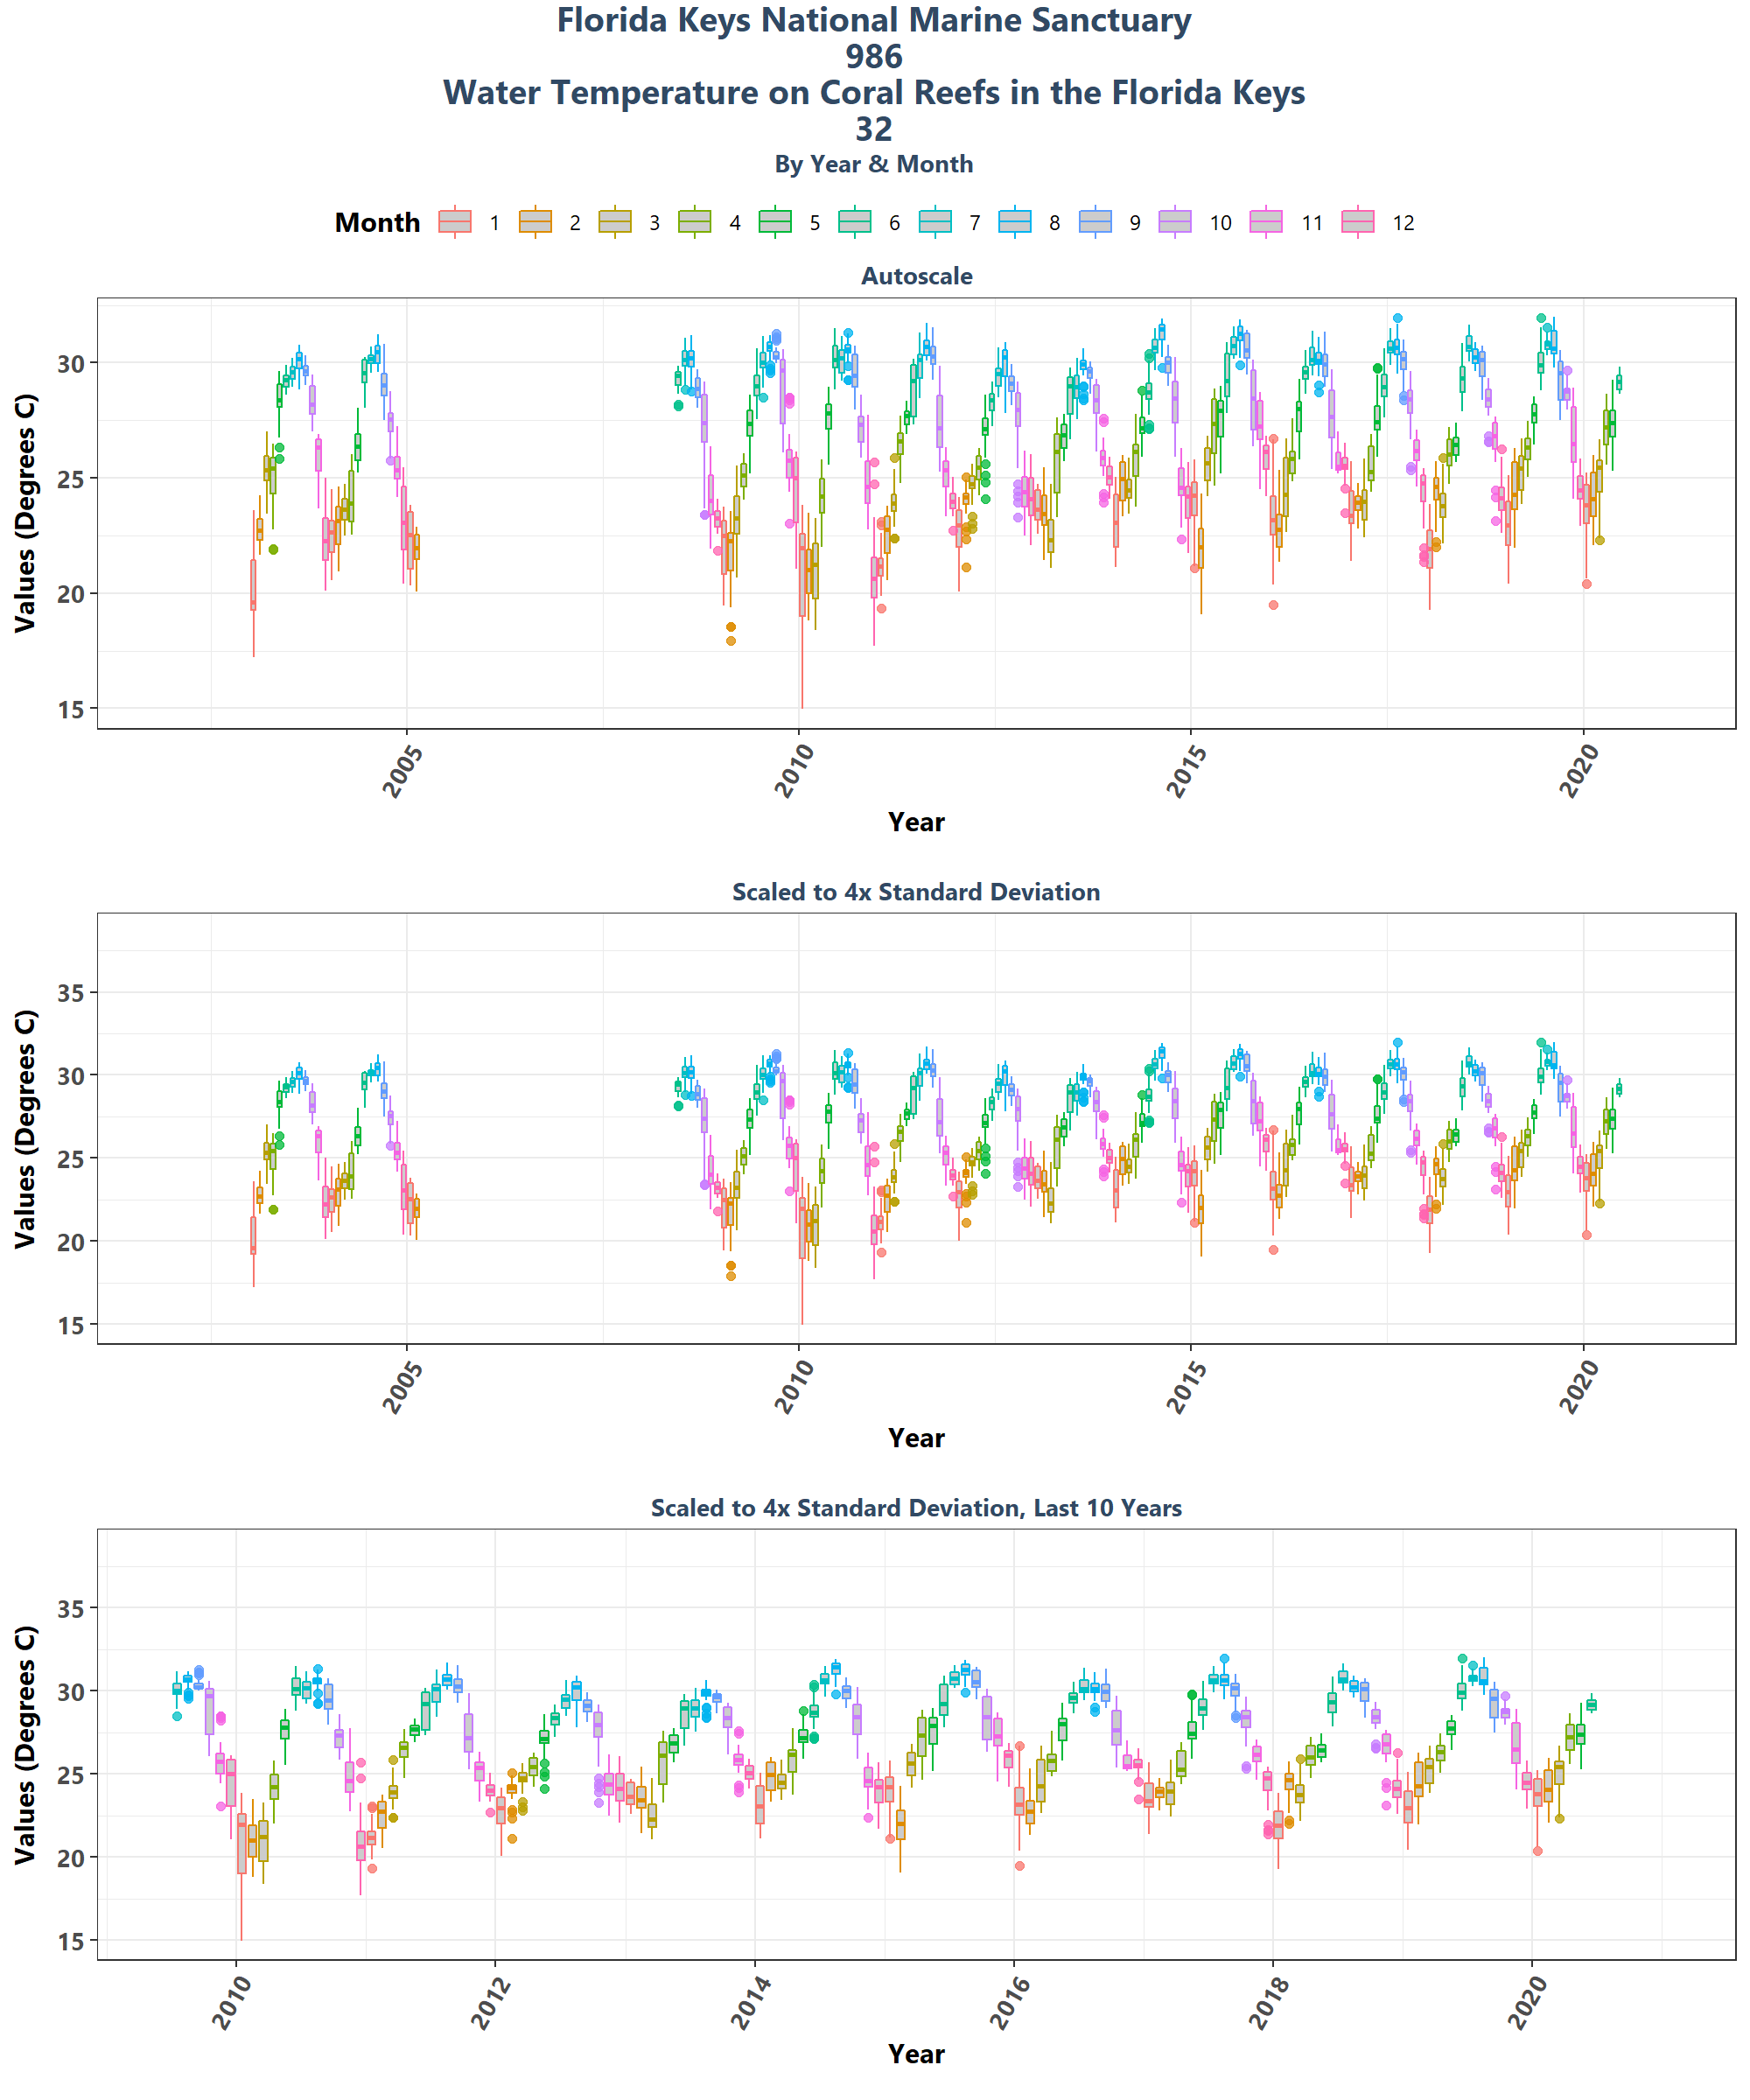 Florida Keys National Marine Sanctuary
986
Water Temperature on Coral Reefs in the Florida Keys
32
By Year & Month
Month 1 2 3 4 5 6 7 8 9 10 11 12
Autoscale
Values (Degrees C)
30
25
20
15
2005 2010 2015 2020
Year
Scaled to 4x Standard Deviation
Values (Degrees C)
35
30
25
20
15
2005 2010 2015 2020
Year
Scaled to 4x Standard Deviation, Last 10 Years
Values (Degrees C)
35
30
25
20
15
2010 2012 2014 2016 2018 2020
Year